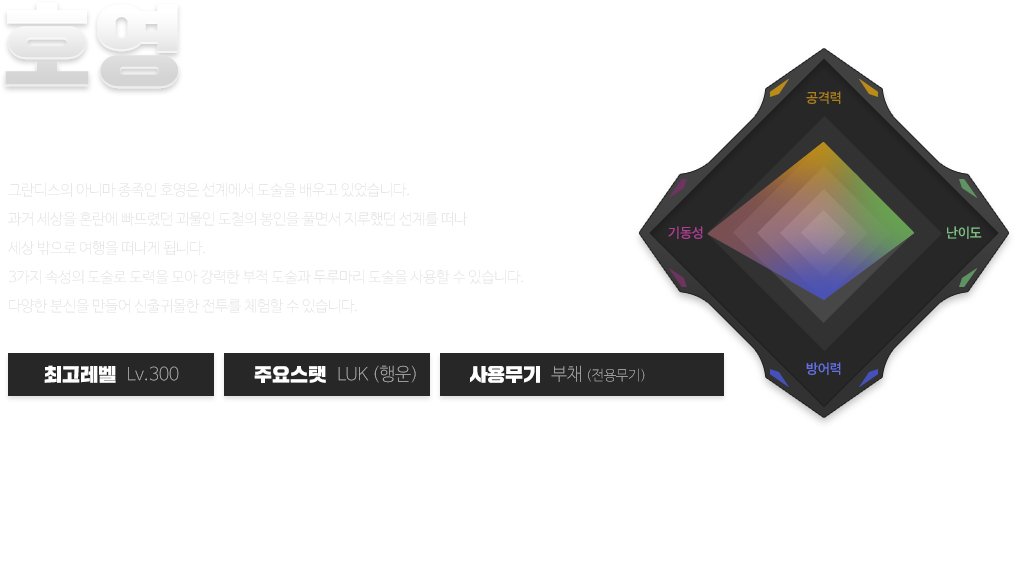 호영
그란디스의 아니마 종족인 호영은 선계에서 도술을 배우고 있었습니다.
과거 세상을 혼란에 빠뜨렸던 괴물인 도철의 봉인을 풀면서 지루했던 선계를 떠나
세상 밖으로 여행을 떠나게 됩니다.
3가지 속성의 도술로 도력을 모아 강력한 부적 도술과 두루마리 도술을 사용할 수 있습니다.
다양한 분신을 만들어 신출귀몰한 전투를 체험할 수 있습니다.
최고레벨 Lv.300
주요스탯 LUK (행운)
사용무기 부채 (전용무기)
공격력
기동성
난이도
방어력